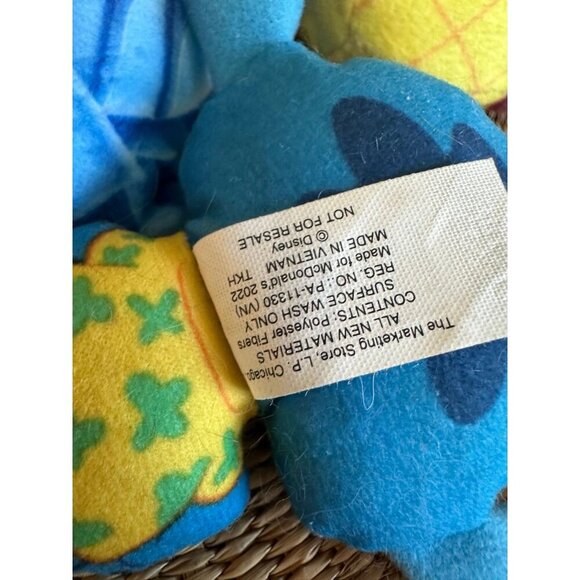 The Marketing Store, L.P. Chicago,
ALL NEW MATERIALS
CONTENTS: Polyester Fibers
SURFACE WASH ONLY
REG. NO.: PA-11330 (VN)
Made for McDonald's 2022
MADE IN VIETNAM TKH
© Disney
NOT FOR RESALE